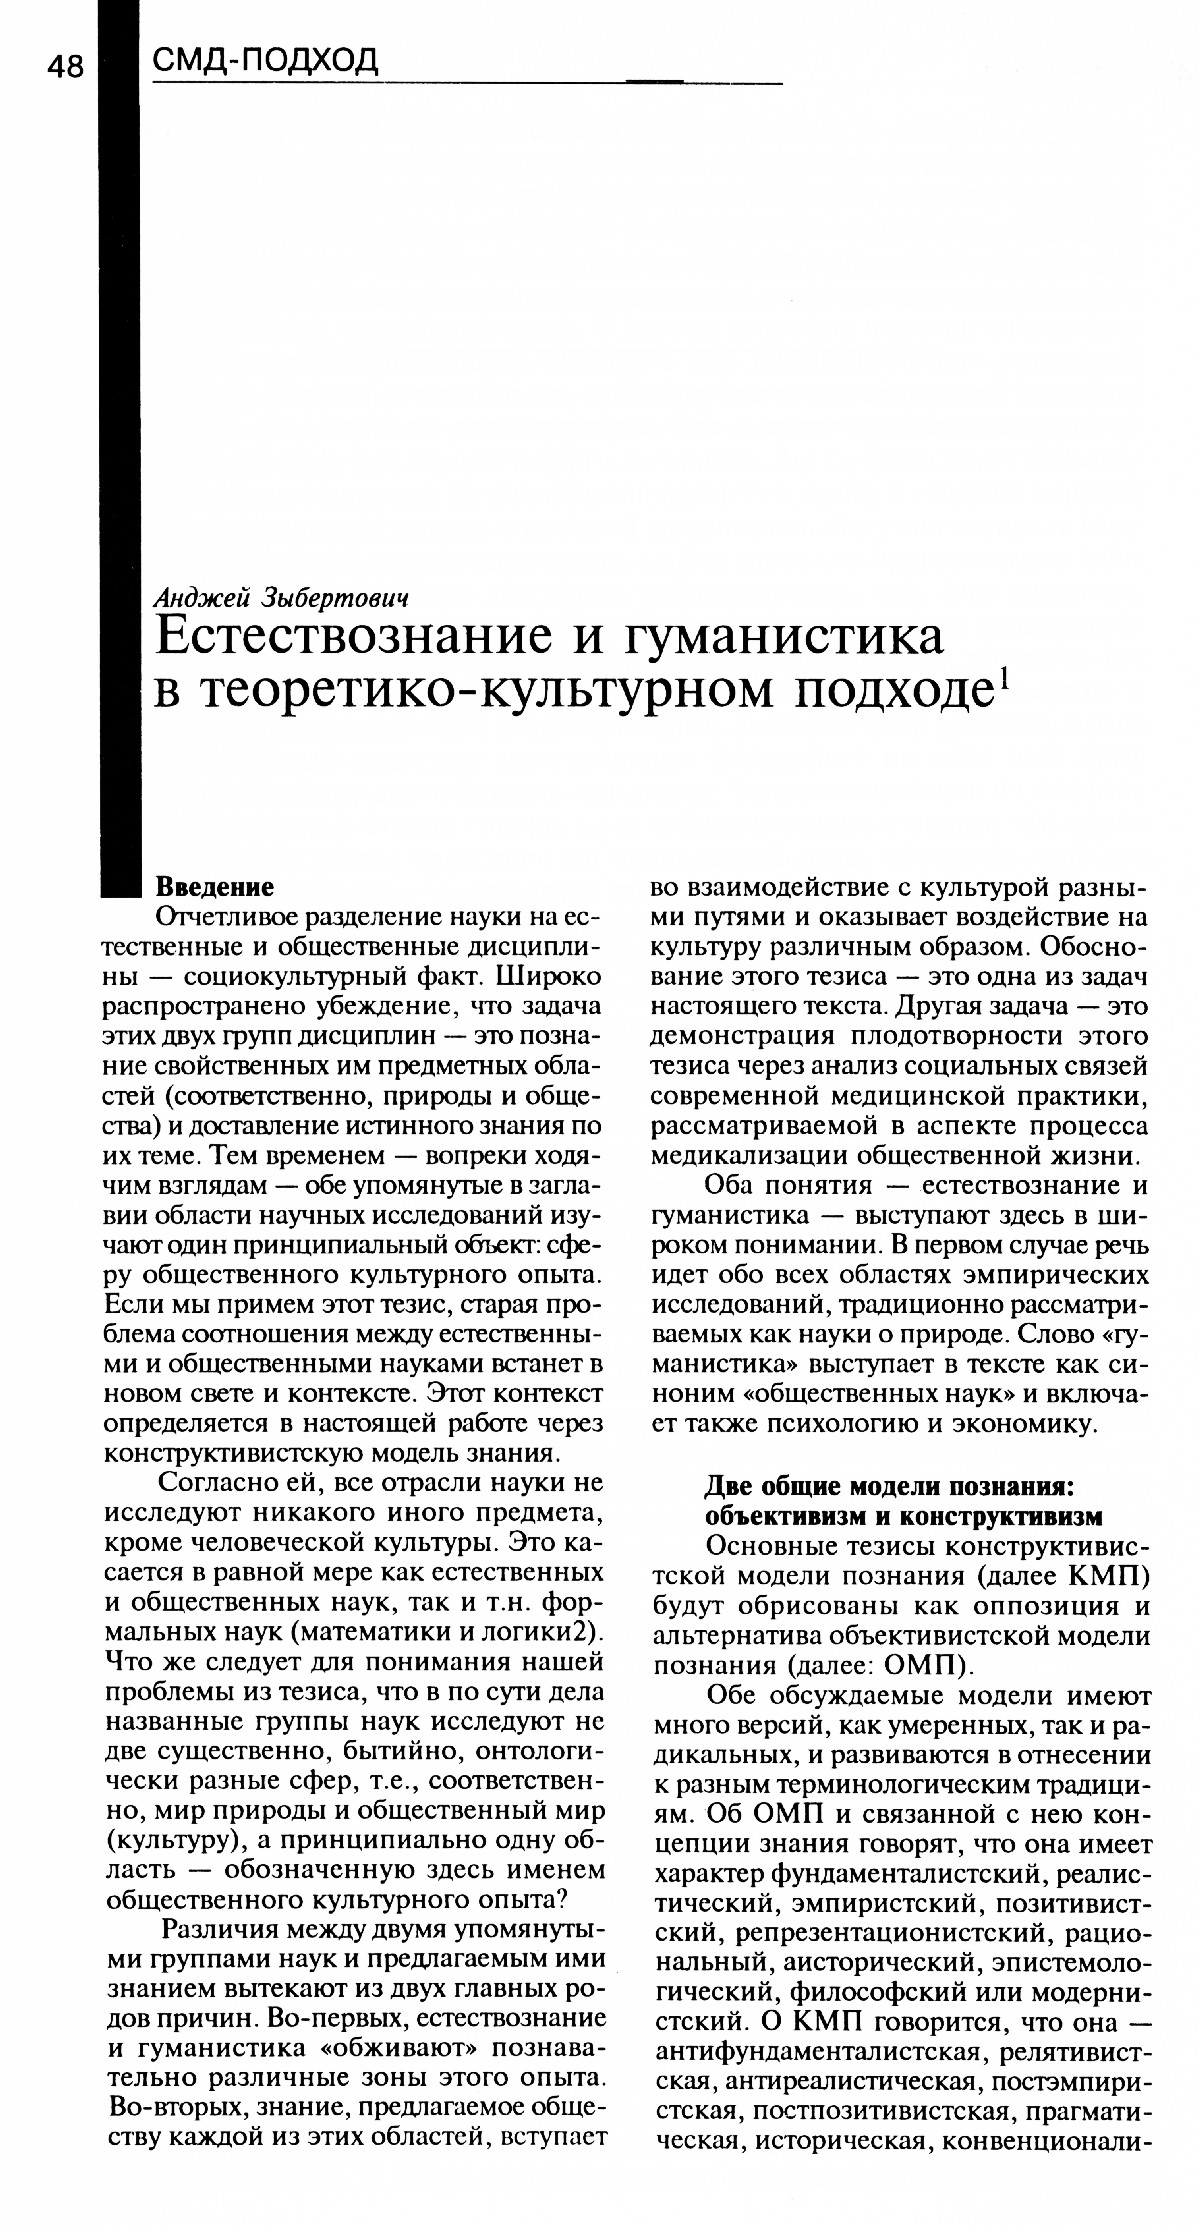 48
СМД-ПОДХОД
Анджей Зыбертович
Естествознание и гуманистика
в теоретико-культурном подходе¹
Введение
Отчетливое разделение науки на ес-
тественные и общественные дисципли-
ны — социокультурный факт. Широко
распространено убеждение, что задача
этих двух групп дисциплин — это позна-
ние свойственных им предметных обла-
стей (соответственно, природы и обще-
ства) и доставление истинного знания по
их теме. Тем временем — вопреки ходя-
чим взглядам — обе упомянутые в загла-
вии области научных исследований изу-
чают один принципиальный объект: сфе-
ру общественного культурного опыта.
Если мы примем этот тезис, старая про-
блема соотношения между естественны-
ми и общественными науками встанет в
новом свете и контексте. Этот контекст
определяется в настоящей работе через
конструктивистскую модель знания.
Согласно ей, все отрасли науки не
исследуют никакого иного предмета,
кроме человеческой культуры. Это ка-
сается в равной мере как естественных
и общественных наук, так и т.н. фор-
мальных наук (математики и логики2).
Что же следует для понимания нашей
проблемы из тезиса, что в по сути дела
названные группы наук исследуют не
две существенно, бытийно, онтологи-
чески разные сфер, т.е., соответствен-
но, мир природы и общественный мир
(культуру), а принципиально одну об-
ласть — обозначенную здесь именем
общественного культурного опыта?
Различия между двумя упомянуты-
ми группами наук и предлагаемым ими
знанием вытекают из двух главных ро-
дов причин. Во-первых, естествознание
и гуманистика «обживают» познава-
тельно различные зоны этого опыта.
Во-вторых, знание, предлагаемое обще-
ству каждой из этих областей, вступает
во взаимодействие с культурой разны-
ми путями и оказывает воздействие на
культуру различным образом. Обосно-
вание этого тезиса — это одна из задач
настоящего текста. Другая задача — это
демонстрация плодотворности этого
тезиса через анализ социальных связей
современной медицинской практики,
рассматриваемой в аспекте процесса
медикализации общественной жизни.
Оба понятия — естествознание и
гуманистика — выступают здесь в ши-
роком понимании. В первом случае речь
идет обо всех областях эмпирических
исследований, традиционно рассматри-
ваемых как науки о природе. Слово «гу-
манистика» выступает в тексте как си-
ноним «общественных наук» и включа-
ет также психологию и экономику.
Две общие модели познания:
объективизм и конструктивизм
Основные тезисы конструктивис-
тской модели познания (далее КМП)
будут обрисованы как оппозиция и
альтернатива объективистской модели
познания (далее: ОМП).
Обе обсуждаемые модели имеют
много версий, как умеренных, так и ра-
дикальных, и развиваются в отнесении
к разным терминологическим традици-
ям. Об ОМП и связанной с нею кон-
цепции знания говорят, что она имеет
характер фундаменталистский, реалис-
тический, эмпиристский, позитивист-
ский, репрезентационистский, рацио-
нальный, аисторический, эпистемоло-
гический, философский или модерни-
стский. О КМП говорится, что она —
антифундаменталистская, релятивист-
ская, антиреалистическая, постэмпири-
стская, постпозитивистская, прагмати-
ческая, историческая, конвенционали-